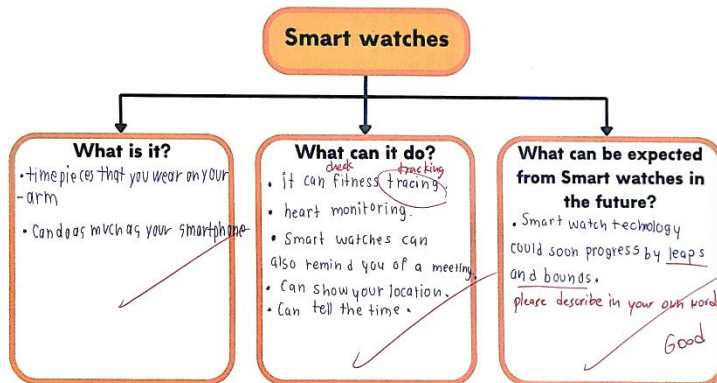 Smart watches
What is it?
• timepieces that you wear on your
-arm
• Can do as much as your smartphone
What can it do?
check tracking
• it can fitness tracing.
• heart monitoring.
• Smart watches can
also remind you of a meeting.
• Can show your location.
• Can tell the time.
What can be expected
from Smart watches in
the future?
• Smart watch techology
could soon progress by leaps
and bounds.
please describe in your own word
Good